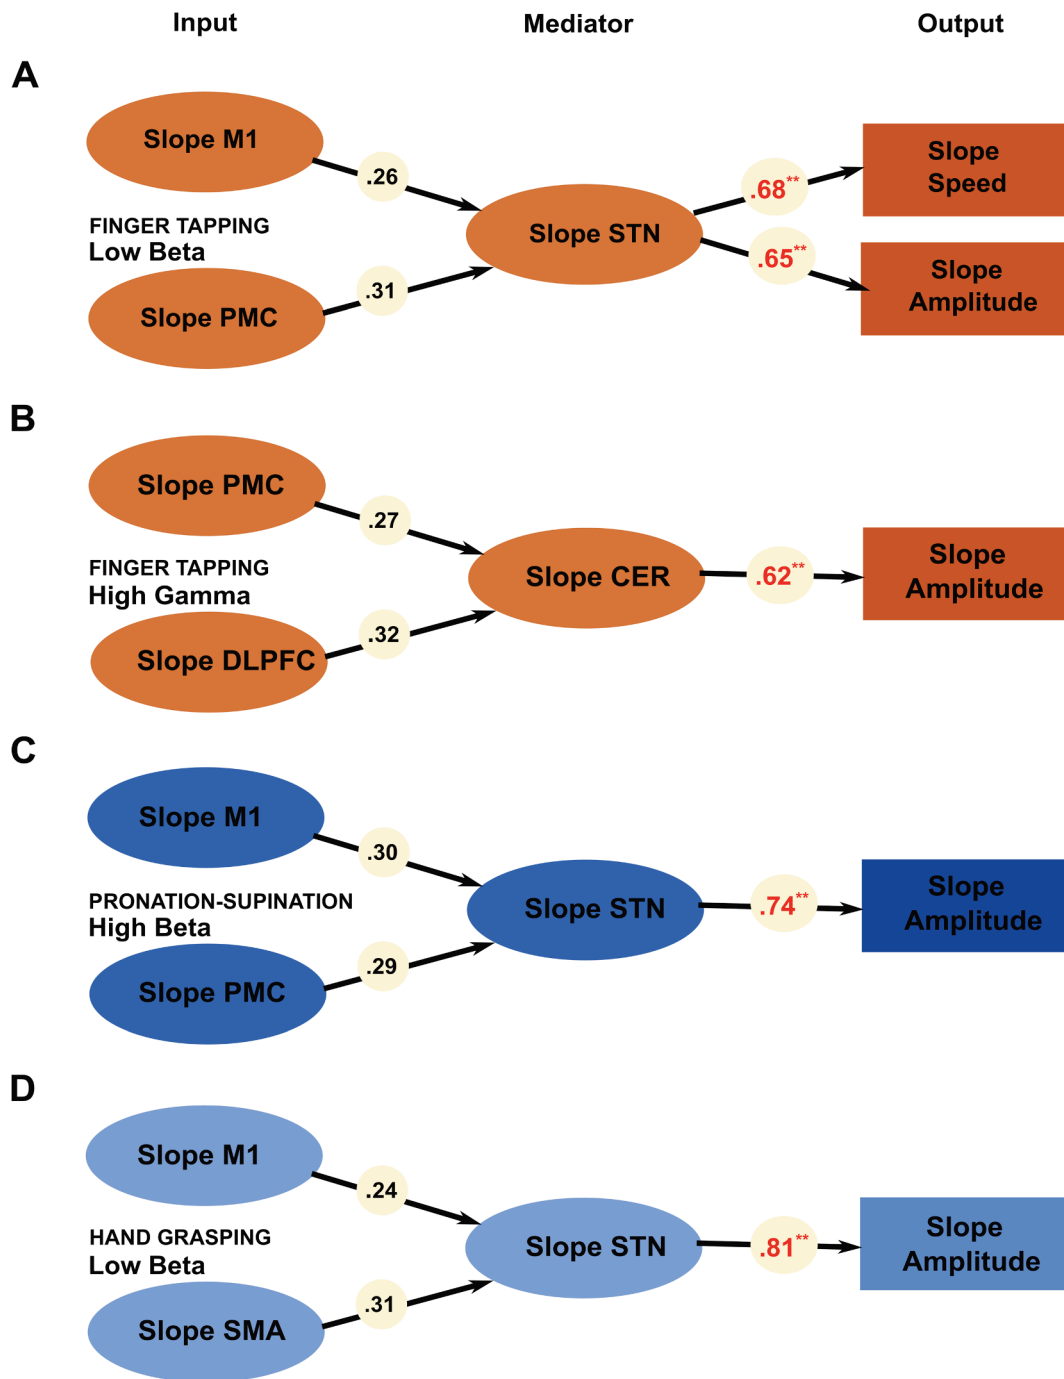 Input Mediator Output
A
Slope M1
.26
FINGER TAPPING
Low Beta
Slope PMC
.31
Slope STN
.68**
.65**
Slope
Speed
Slope
Amplitude
B
Slope PMC
.27
FINGER TAPPING
High Gamma
Slope DLPFC
.32
Slope CER
.62**
Slope
Amplitude
C
Slope M1
.30
PRONATION-SUPINATION
High Beta
Slope PMC
.29
Slope STN
.74**
Slope
Amplitude
D
Slope M1
.24
HAND GRASPING
Low Beta
Slope SMA
.31
Slope STN
.81**
Slope
Amplitude